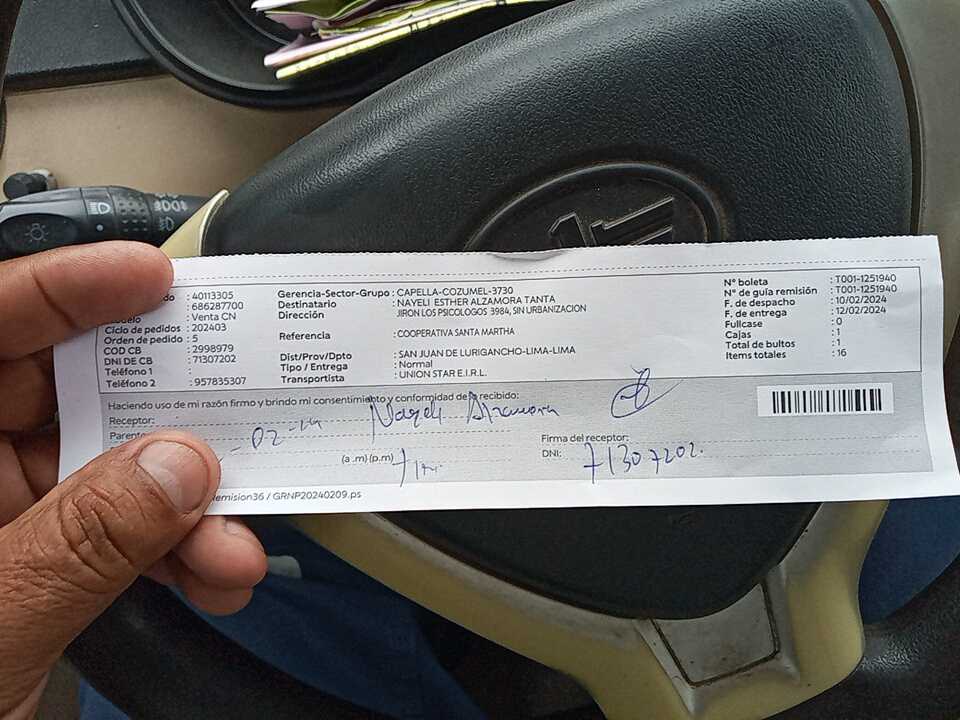 do : 40113305
: 686287700
: Venta CN
Ciclo de pedidos : 202403
Orden de pedido : 5
COD CB : 2998979
DNI DE CB : 71307202
Teléfono 1 :
Teléfono 2 : 957835307
Gerencia-Sector-Grupo : CAPELLA-COZUMEL-3730
Destinatario : NAYELI ESTHER ALZAMORA TANTA
Dirección JIRON LOS PSICOLOGOS 3984, SIN URBANIZACION
Referencia : COOPERATIVA SANTA MARTHA
Dist/Prov/Dpto : SAN JUAN DE LURIGANCHO-LIMA-LIMA
Tipo / Entrega : Normal
Transportista : UNION STAR E.I.R.L.
N° boleta : T001-1251940
N° de guía remisión : T001-1251940
F. de despacho : 10/02/2024
F. de entrega : 12/02/2024
Fullcase : 0
Cajas : 1
Total de bultos : 1
Items totales : 16
Haciendo uso de mi razón firmo y brindo mi consentimiento y conformidad de lo recibido:
Receptor: Nayeli Alzamora
Parente
(a .m) (p.m)
Firma del receptor:
DNI: 71307202.
remision36 / GRNP20240209.ps